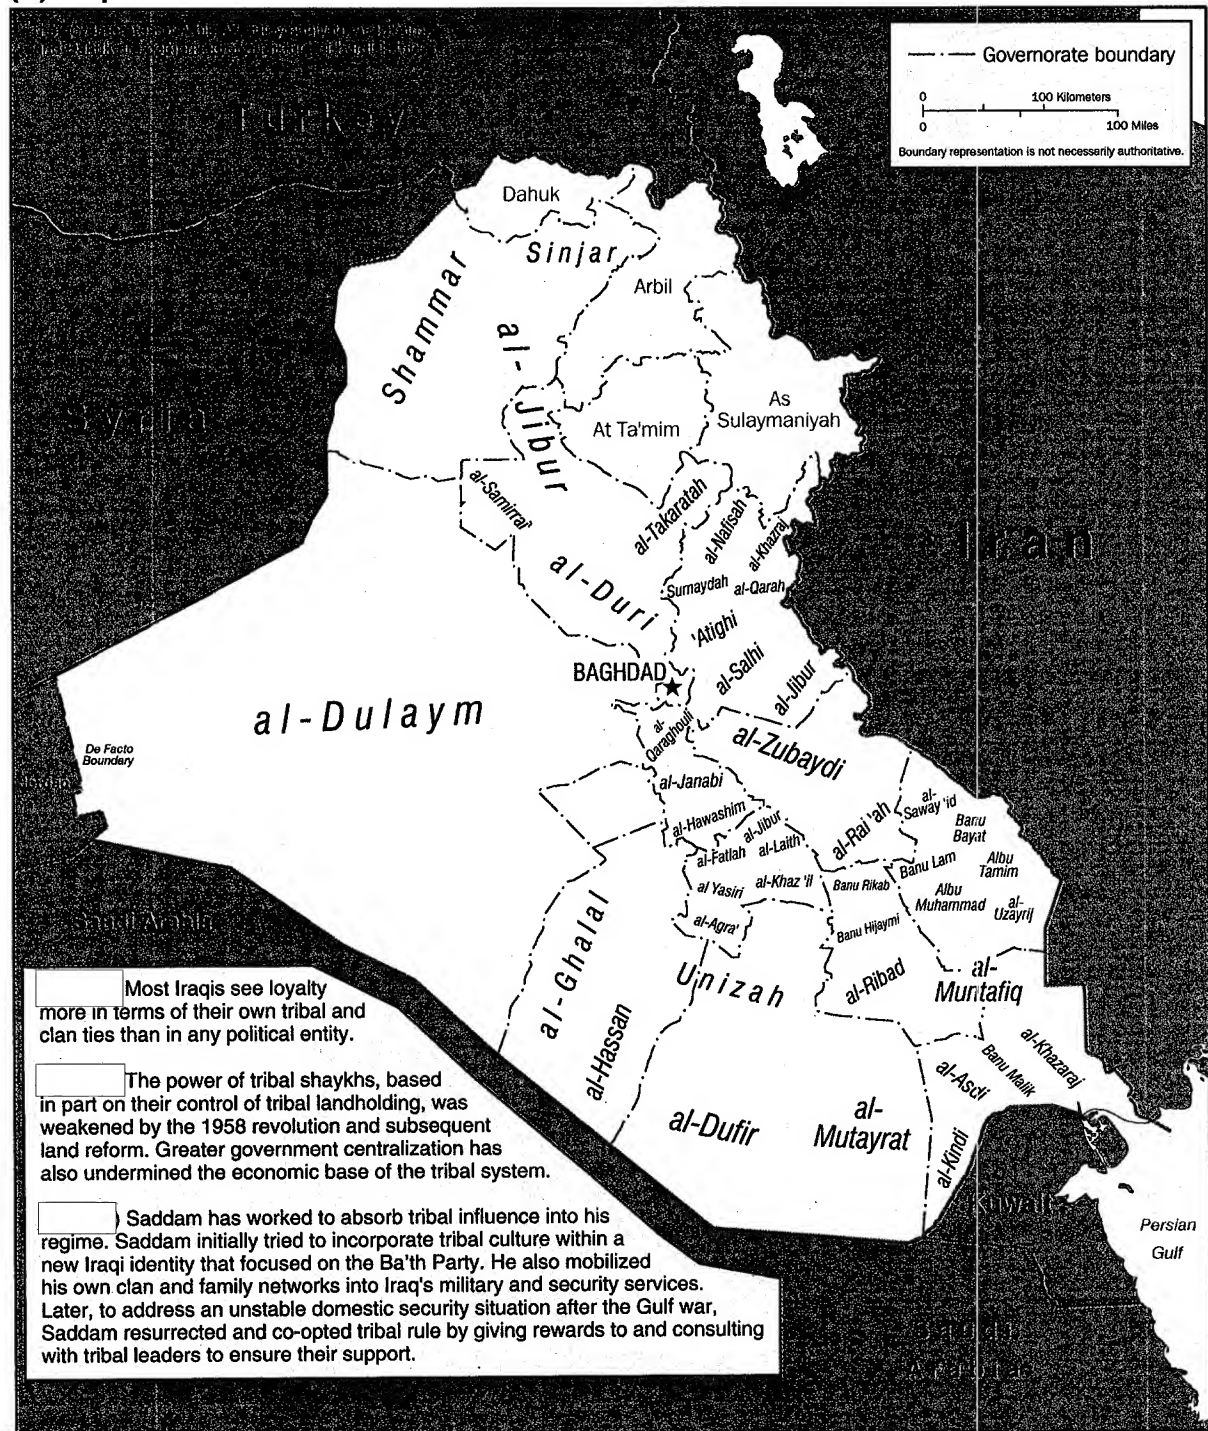 Turkey
Governorate boundary
0 100 Kilometers
0 100 Miles
Boundary representation is not necessarily authoritative.
Dahuk
Sinjar
Shammar
Arbil
al-Jibur
Syria
As
Sulaymaniyah
At Ta'mim
al-Samirrai'
al-Takaratah
al-Nafisah
al-Khazraj
Iran
al-Duri
Sumaydah
al-Qarah
'Atighi
al-Salhi
al-Jibur
BAGHDAD
al-Dulaym
al-
Qaraghouli
al-Zubaydi
De Facto
Boundary
Jordan
al-Janabi
al-Hawashim
al-Jibur
al-Fatlah
al-Laith
al-Rai 'ah
al-
Saway 'id
Banu
Bayat
Banu Lam
Albu
Tamim
al Yasiri
al-Khaz 'il
Banu Rikab
Albu
Muhammad
al-
Uzayrij
al-Agra'
Banu Hijaymi
Saudi Arabia
al-Ghalal
al-Hassan
Unizah
al-Ribad
al-
Muntafiq
al-Khazaraj
Banu Malik
al-Asdi
al-Dufir
al-
Mutayrat
al-Kindi
Kuwait
Persian
Gulf
Saudi
Arabia
Most Iraqis see loyalty
more in terms of their own tribal and
clan ties than in any political entity.
The power of tribal shaykhs, based
in part on their control of tribal landholding, was
weakened by the 1958 revolution and subsequent
land reform. Greater government centralization has
also undermined the economic base of the tribal system.
) Saddam has worked to absorb tribal influence into his
regime. Saddam initially tried to incorporate tribal culture within a
new Iraqi identity that focused on the Ba'th Party. He also mobilized
his own clan and family networks into Iraq's military and security services.
Later, to address an unstable domestic security situation after the Gulf war,
Saddam resurrected and co-opted tribal rule by giving rewards to and consulting
with tribal leaders to ensure their support.